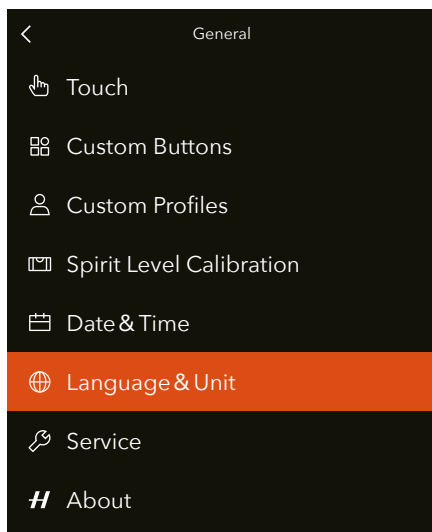 General
Touch
Custom Buttons
Custom Profiles
Spirit Level Calibration
Date & Time
Language & Unit
Service
H About